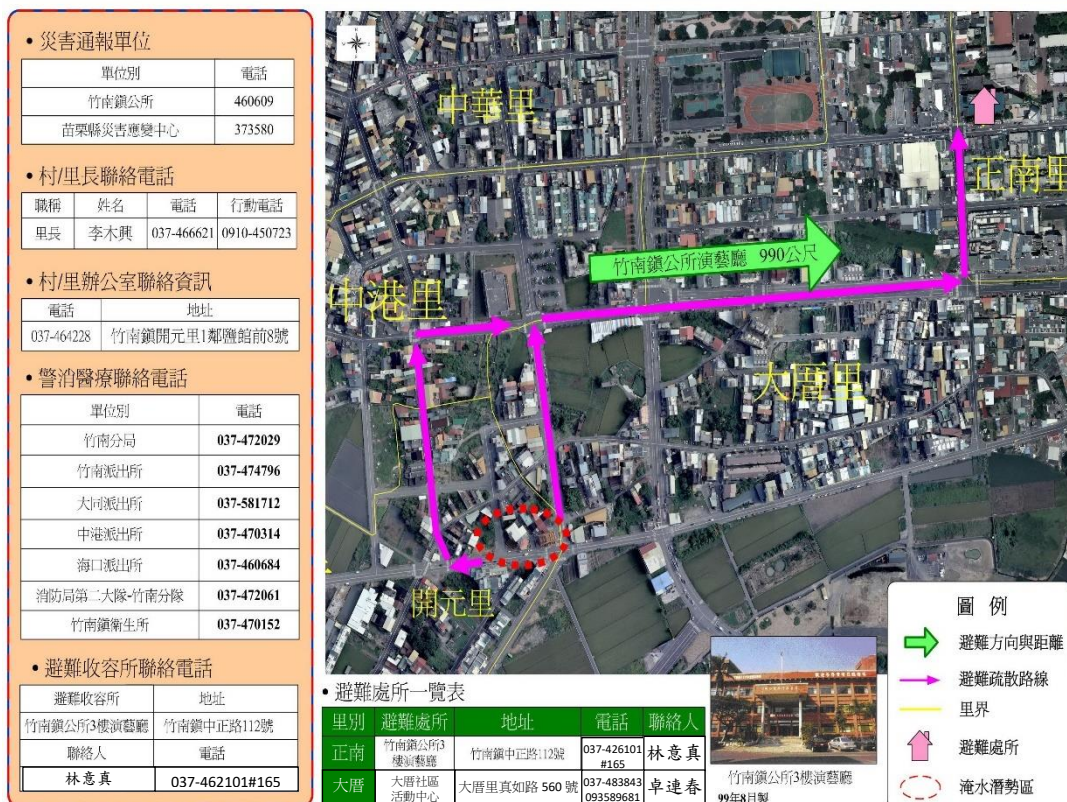 • 災害通報單位
單位別 電話
竹南鎮公所 460609
苗栗縣災害應變中心 373580
• 村/里長聯絡電話
職稱 姓名 電話 行動電話
里長 李木興 037-466621 0910-450723
• 村/里辦公室聯絡資訊
電話 地址
037-464228 竹南鎮開元里1鄰鹽館前8號
• 警消醫療聯絡電話
單位別 電話
竹南分局 037-472029
竹南派出所 037-474796
大同派出所 037-581712
中港派出所 037-470314
海口派出所 037-460684
消防局第二大隊-竹南分隊 037-472061
竹南鎮衛生所 037-470152
• 避難收容所聯絡電話
避難收容所 地址
竹南鎮公所3樓演藝廳 竹南鎮中正路112號
聯絡人 電話
林意真 037-462101#165
中華里
正南里
竹南鎮公所演藝廳 990公尺
中港里
大厝里
開元里
圖 例
避難方向與距離
避難疏散路線
里界
避難處所
淹水潛勢區
• 避難處所一覽表
里別 避難處所 地址 電話 聯絡人
正南 竹南鎮公所3樓演藝廳 竹南鎮中正路112號 037-426101 #165 林意真
大厝 大厝社區活動中心 大厝里真如路 560 號 037-483843 093589681 卓連春
竹南鎮公所3樓演藝廳
99年8月製